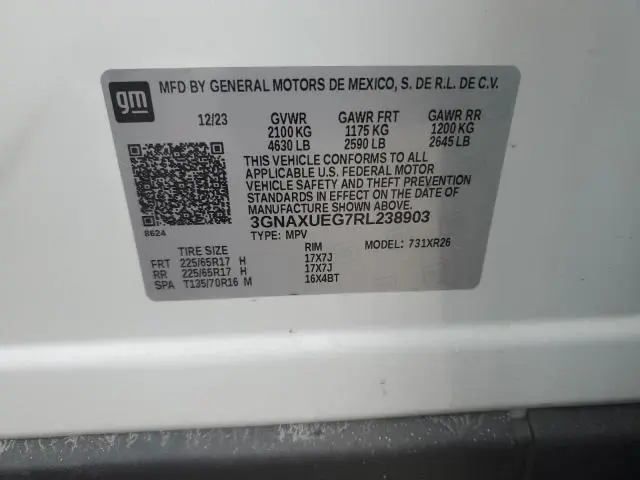 gm
MFD BY GENERAL MOTORS DE MEXICO, S. DE R.L. DE C.V.
12/23 GVWR GAWR FRT GAWR RR
2100 KG 1175 KG 1200 KG
4630 LB 2590 LB 2645 LB
THIS VEHICLE CONFORMS TO ALL
APPLICABLE U.S. FEDERAL MOTOR
VEHICLE SAFETY AND THEFT PREVENTION
STANDARDS IN EFFECT ON THE DATE OF
MANUFACTURE SHOWN ABOVE.
3GNAXUEG7RL238903
8624
TYPE: MPV MODEL: 731XR26
TIRE SIZE RIM
FRT 225/65R17 H 17X7J
RR 225/65R17 H 17X7J
SPA T135/70R16 M 16X4BT